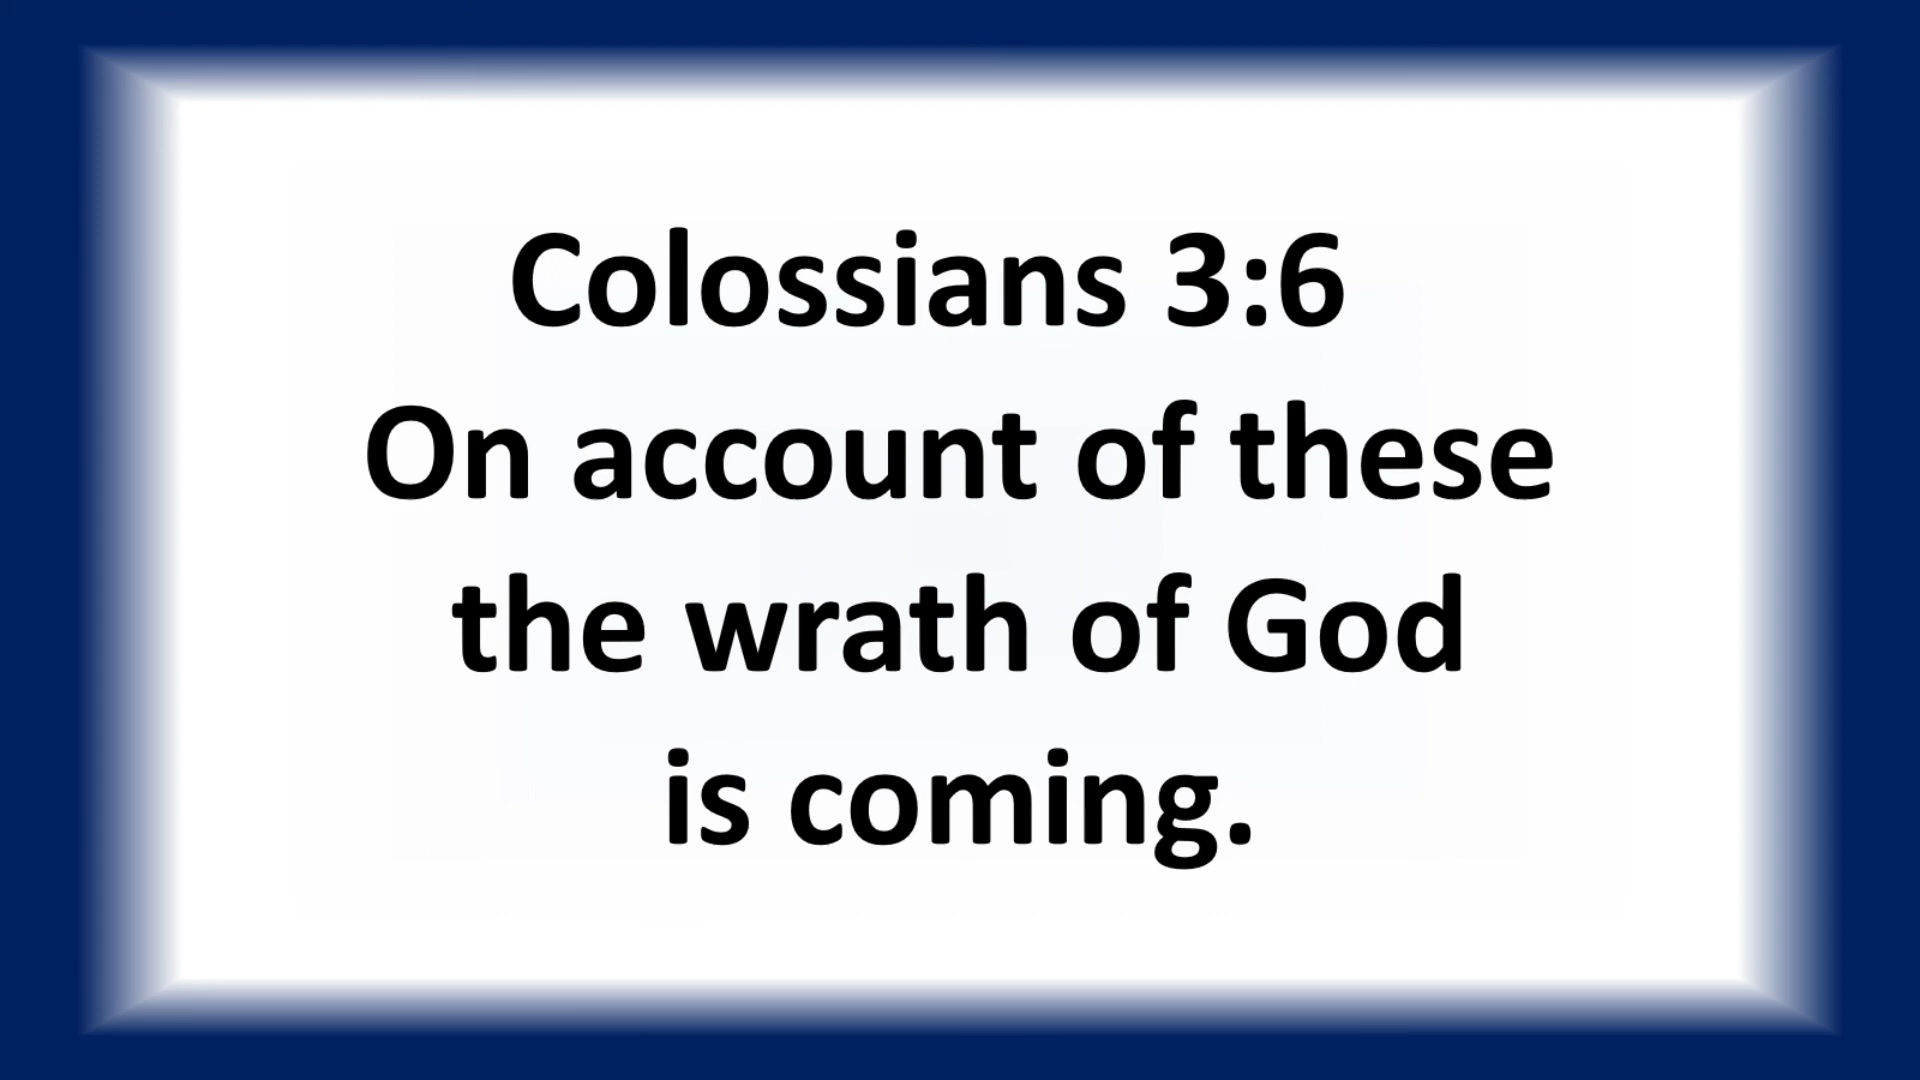 Colossians 3:6
On account of these
the wrath of God
is coming.